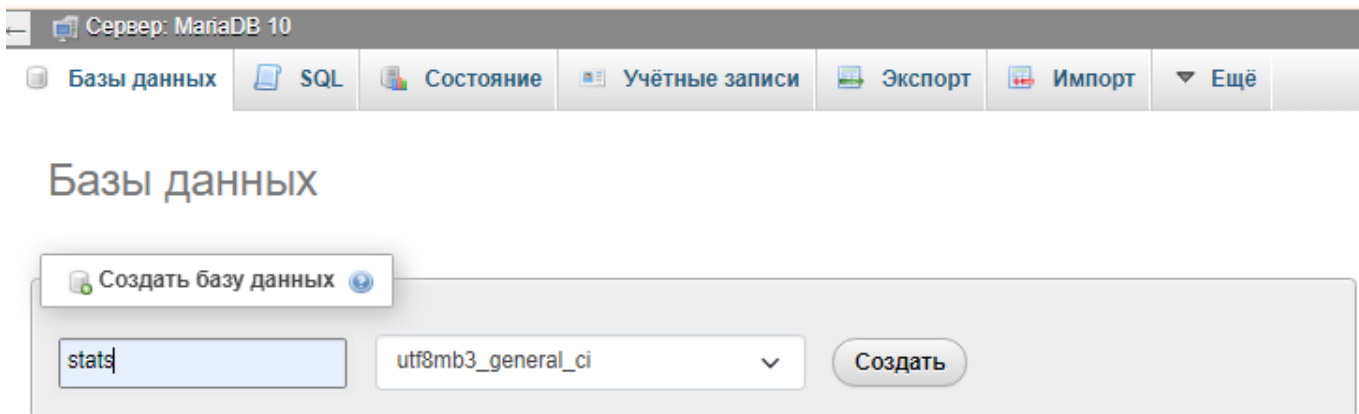 Сервер: MariaDB 10
Базы данных SQL Состояние Учётные записи Экспорт Импорт Ещё
Базы данных
Создать базу данных
stats utf8mb3_general_ci Создать